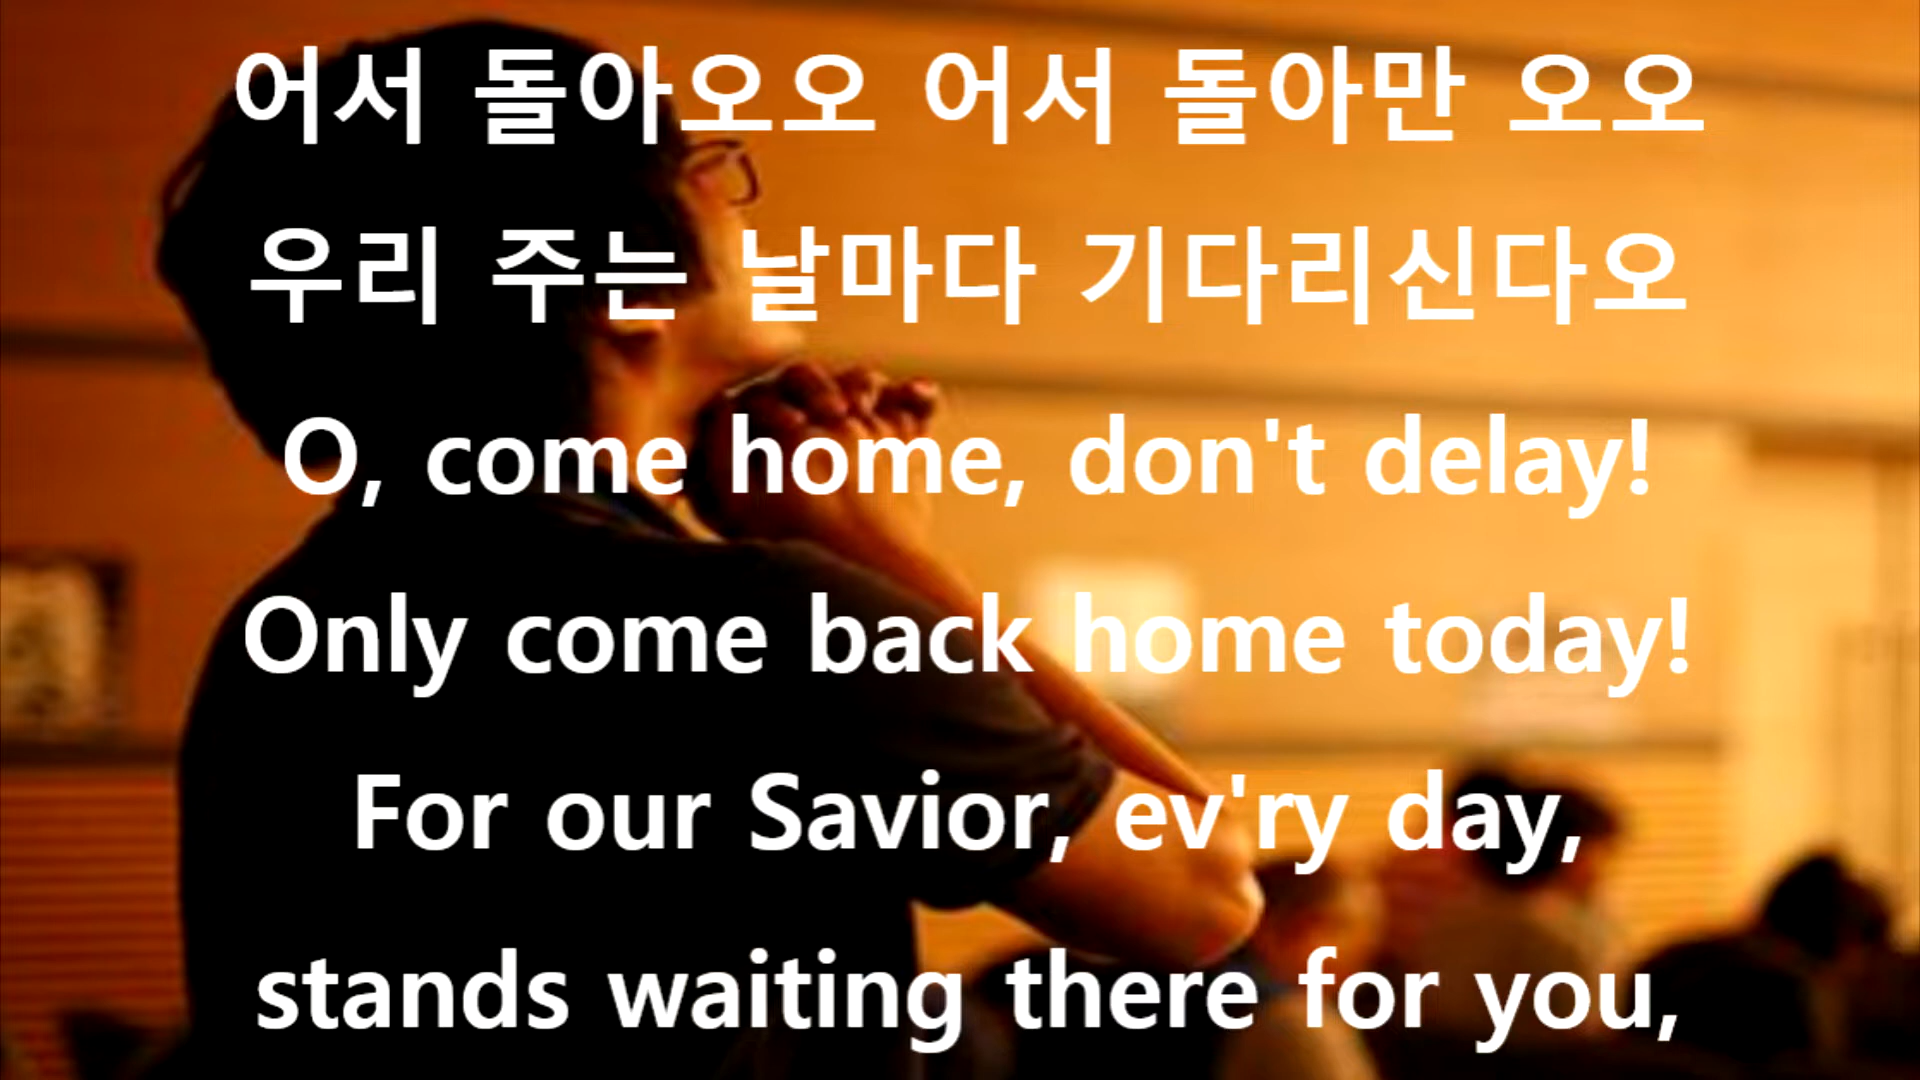 어서 돌아오오 어서 돌아만 오오
우리 주는 날마다 기다리신다오
O, come home, don't delay!
Only come back home today!
For our Savior, ev'ry day,
stands waiting there for you,